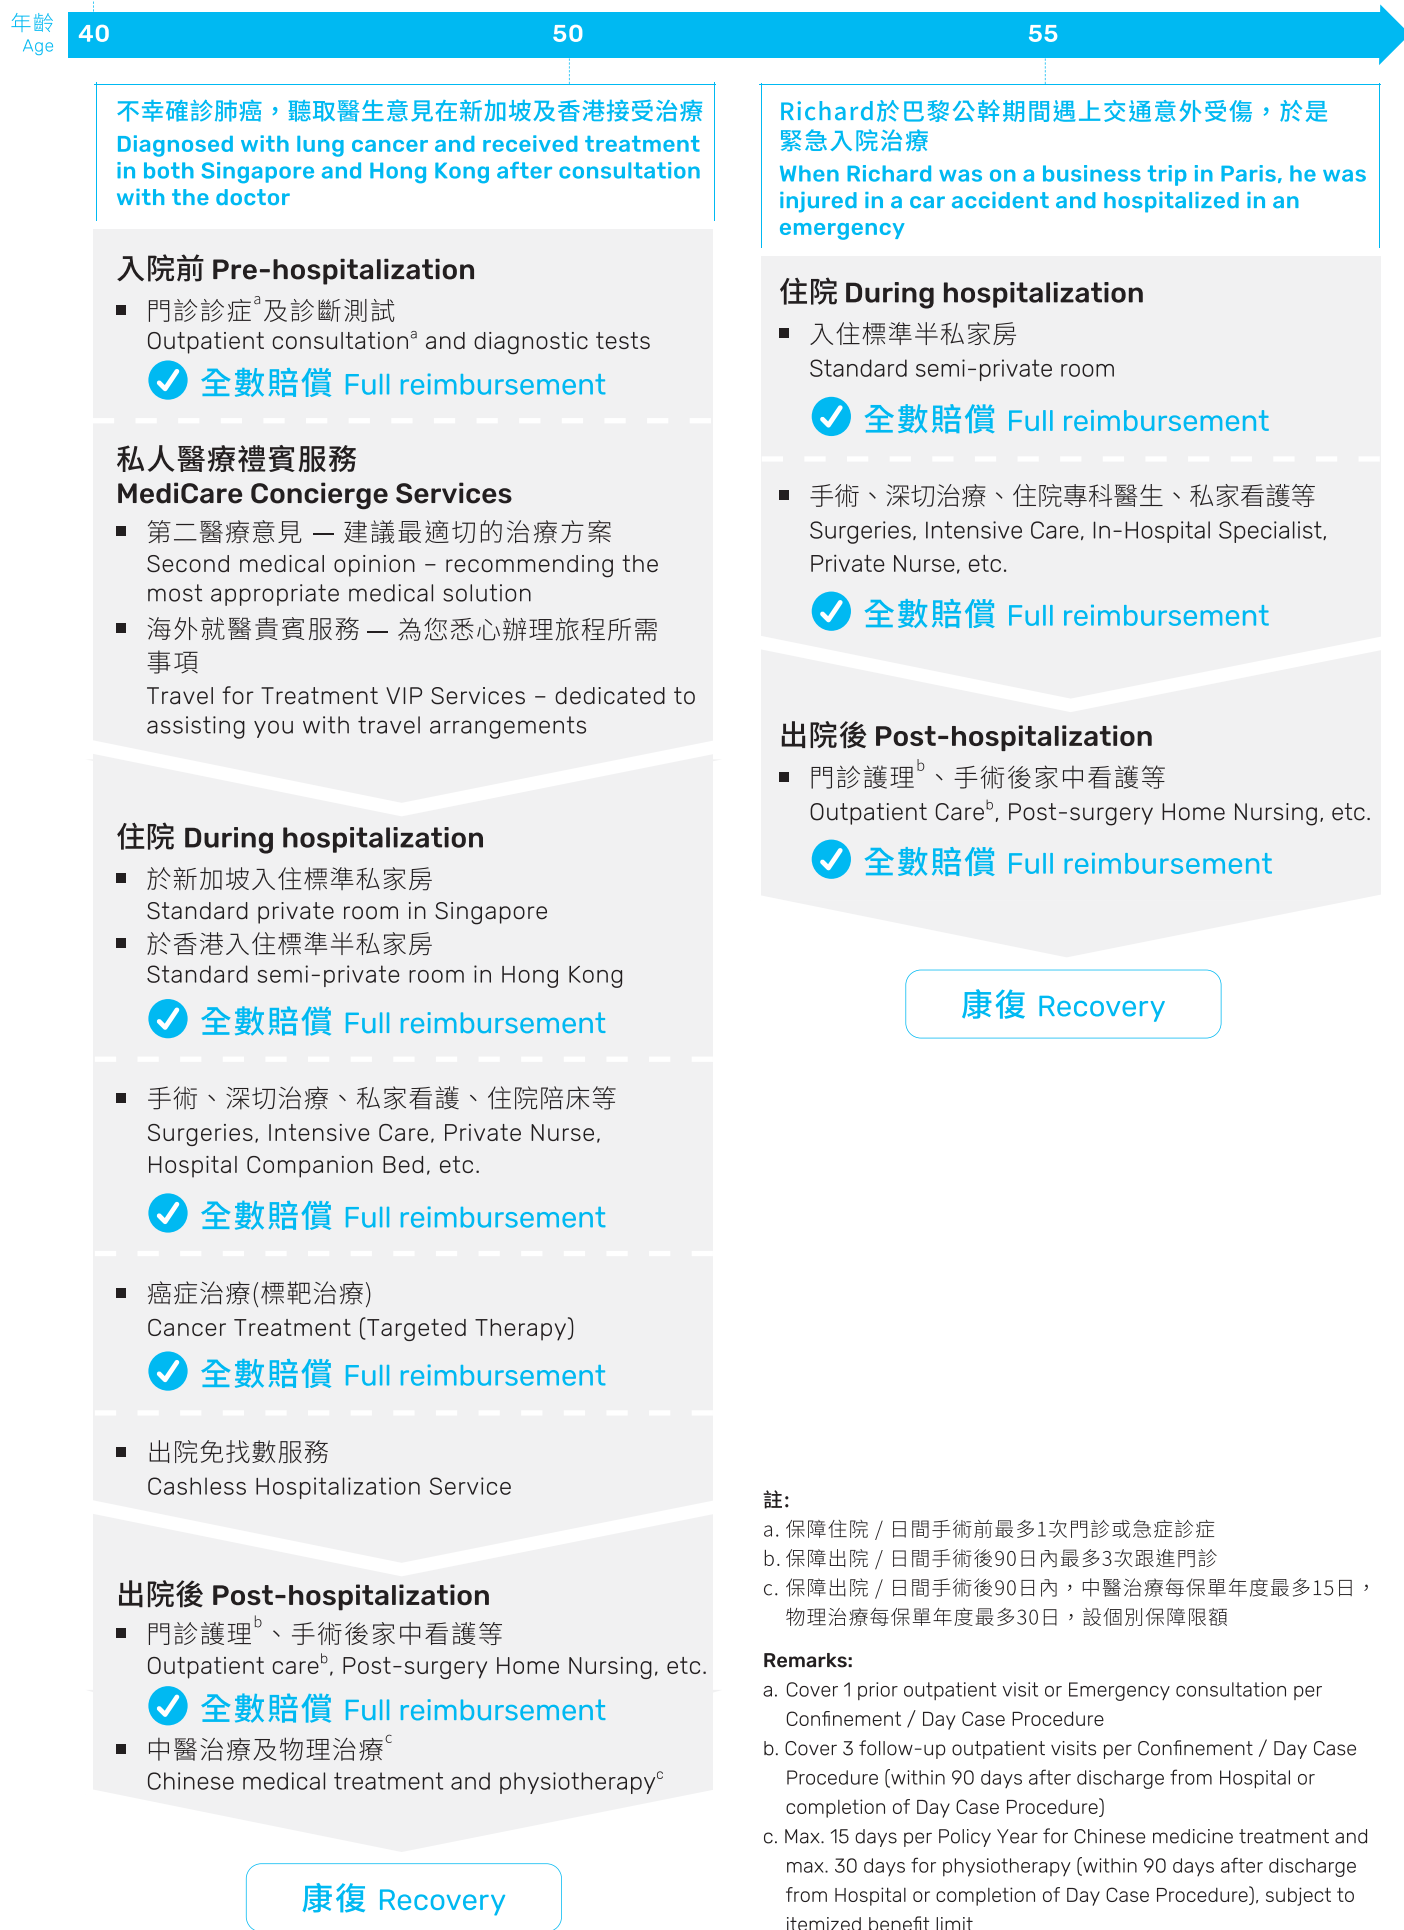 年齡
Age
40
50
55
不幸確診肺癌，聽取醫生意見在新加坡及香港接受治療
Diagnosed with lung cancer and received treatment
in both Singapore and Hong Kong after consultation
with the doctor
入院前 Pre-hospitalization
■ 門診診症a及診斷測試
Outpatient consultationa and diagnostic tests
全數賠償 Full reimbursement
私人醫療禮賓服務
MediCare Concierge Services
■ 第二醫療意見 — 建議最適切的治療方案
Second medical opinion – recommending the
most appropriate medical solution
■ 海外就醫貴賓服務 — 為您悉心辦理旅程所需
事項
Travel for Treatment VIP Services – dedicated to
assisting you with travel arrangements
住院 During hospitalization
■ 於新加坡入住標準私家房
Standard private room in Singapore
■ 於香港入住標準半私家房
Standard semi-private room in Hong Kong
全數賠償 Full reimbursement
■ 手術、深切治療、私家看護、住院陪床等
Surgeries, Intensive Care, Private Nurse,
Hospital Companion Bed, etc.
全數賠償 Full reimbursement
■ 癌症治療(標靶治療)
Cancer Treatment (Targeted Therapy)
全數賠償 Full reimbursement
■ 出院免找數服務
Cashless Hospitalization Service
出院後 Post-hospitalization
■ 門診護理b、手術後家中看護等
Outpatient careb, Post-surgery Home Nursing, etc.
全數賠償 Full reimbursement
■ 中醫治療及物理治療c
Chinese medical treatment and physiotherapyc
康復 Recovery
Richard於巴黎公幹期間遇上交通意外受傷，於是
緊急入院治療
When Richard was on a business trip in Paris, he was
injured in a car accident and hospitalized in an
emergency
住院 During hospitalization
■ 入住標準半私家房
Standard semi-private room
全數賠償 Full reimbursement
■ 手術、深切治療、住院專科醫生、私家看護等
Surgeries, Intensive Care, In-Hospital Specialist,
Private Nurse, etc.
全數賠償 Full reimbursement
出院後 Post-hospitalization
■ 門診護理b、手術後家中看護等
Outpatient Careb, Post-surgery Home Nursing, etc.
全數賠償 Full reimbursement
康復 Recovery
註:
a. 保障住院 / 日間手術前最多1次門診或急症診症
b. 保障出院 / 日間手術後90日內最多3次跟進門診
c. 保障出院 / 日間手術後90日內，中醫治療每保單年度最多15日，
物理治療每保單年度最多30日，設個別保障限額
Remarks:
a. Cover 1 prior outpatient visit or Emergency consultation per
Confinement / Day Case Procedure
b. Cover 3 follow-up outpatient visits per Confinement / Day Case
Procedure (within 90 days after discharge from Hospital or
completion of Day Case Procedure)
c. Max. 15 days per Policy Year for Chinese medicine treatment and
max. 30 days for physiotherapy (within 90 days after discharge
from Hospital or completion of Day Case Procedure), subject to
itemized benefit limit